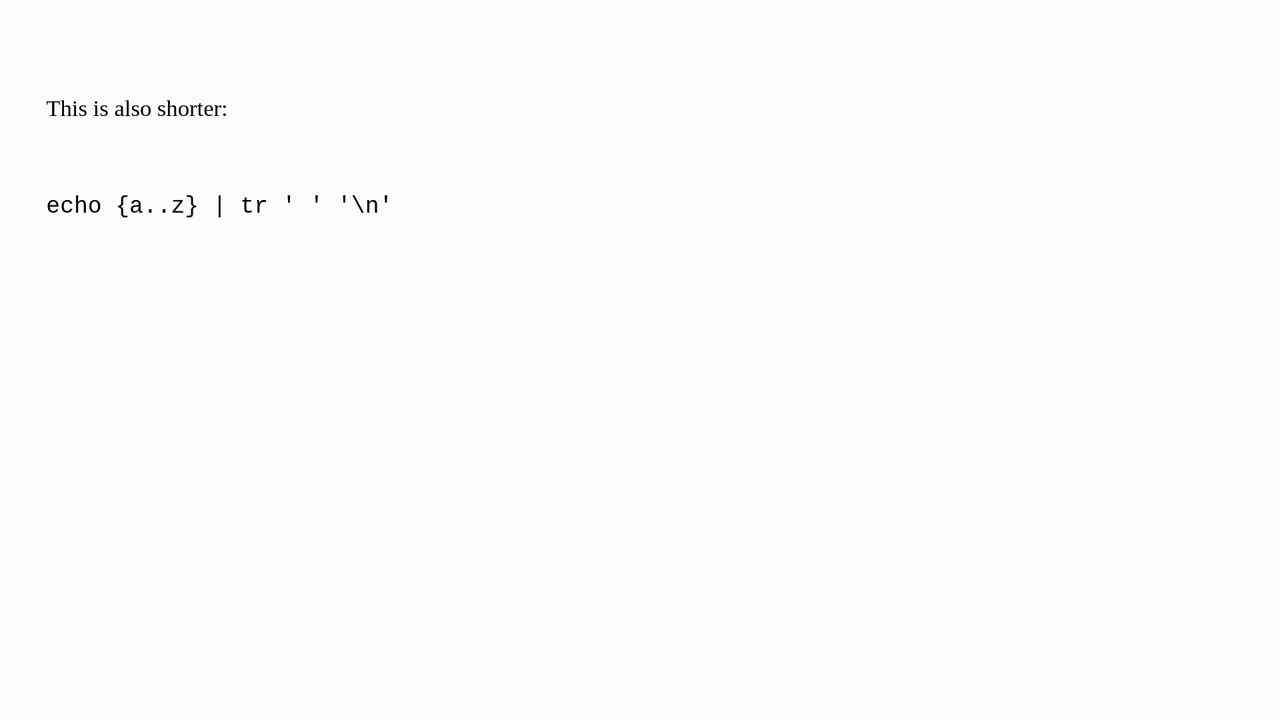 This is also shorter:
echo {a..z} | tr ' ' '\n'